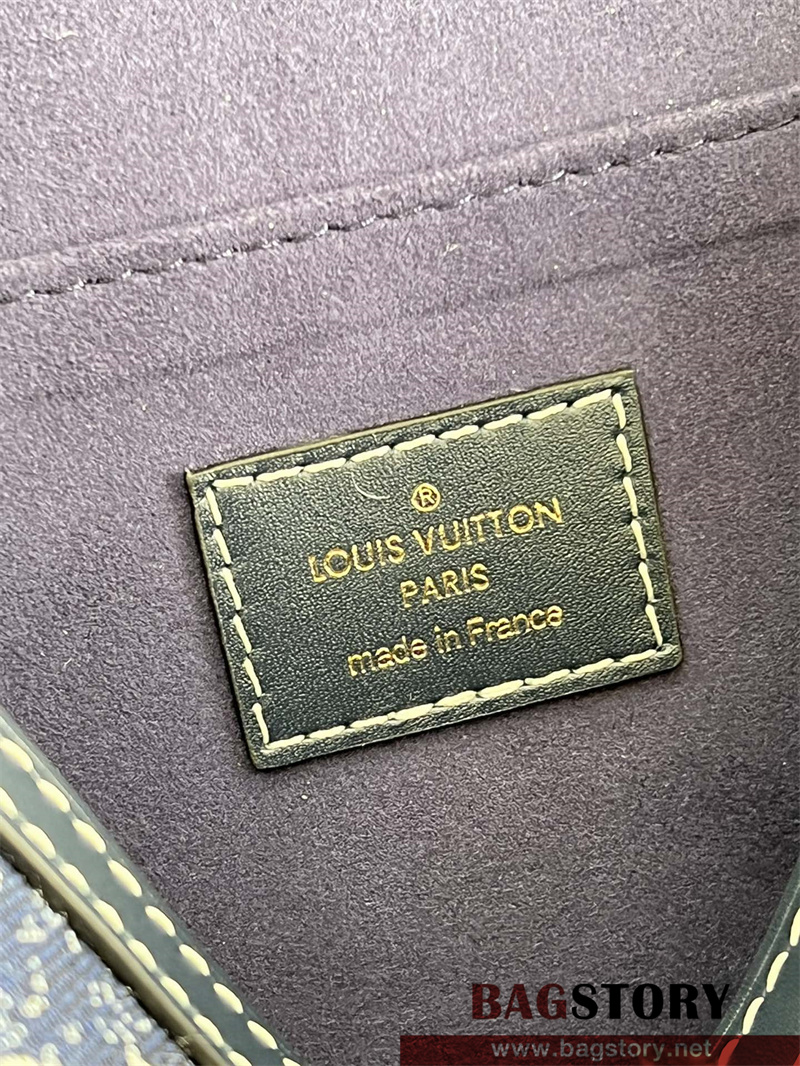 ®
LOUIS VUITTON
PARIS
made in France
BAGSTORY
www.bagstory.net